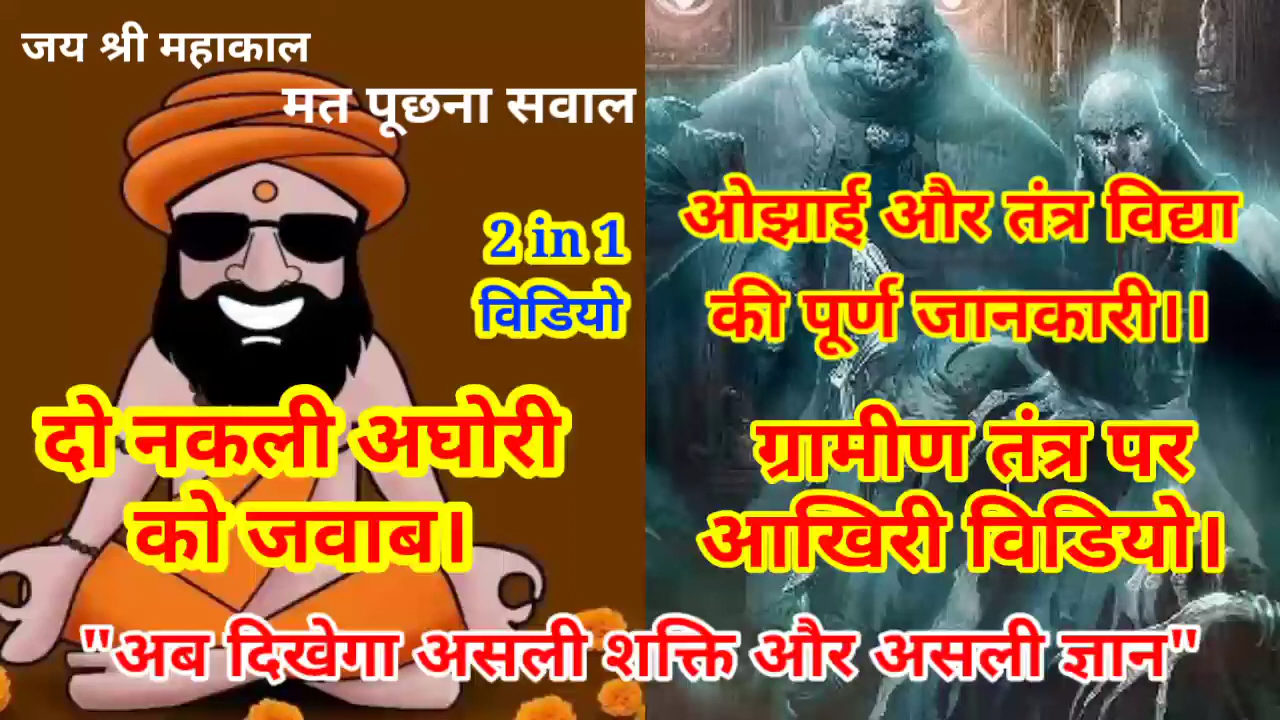 जय श्री महाकाल
मत पूछना सवाल
2 in 1
विडियो
दो नकली अघोरी
को जवाब।
ओझाई और तंत्र विद्या
की पूर्ण जानकारी।।
ग्रामीण तंत्र पर
आखिरी विडियो।
"अब दिखेगा असली शक्ति और असली ज्ञान"